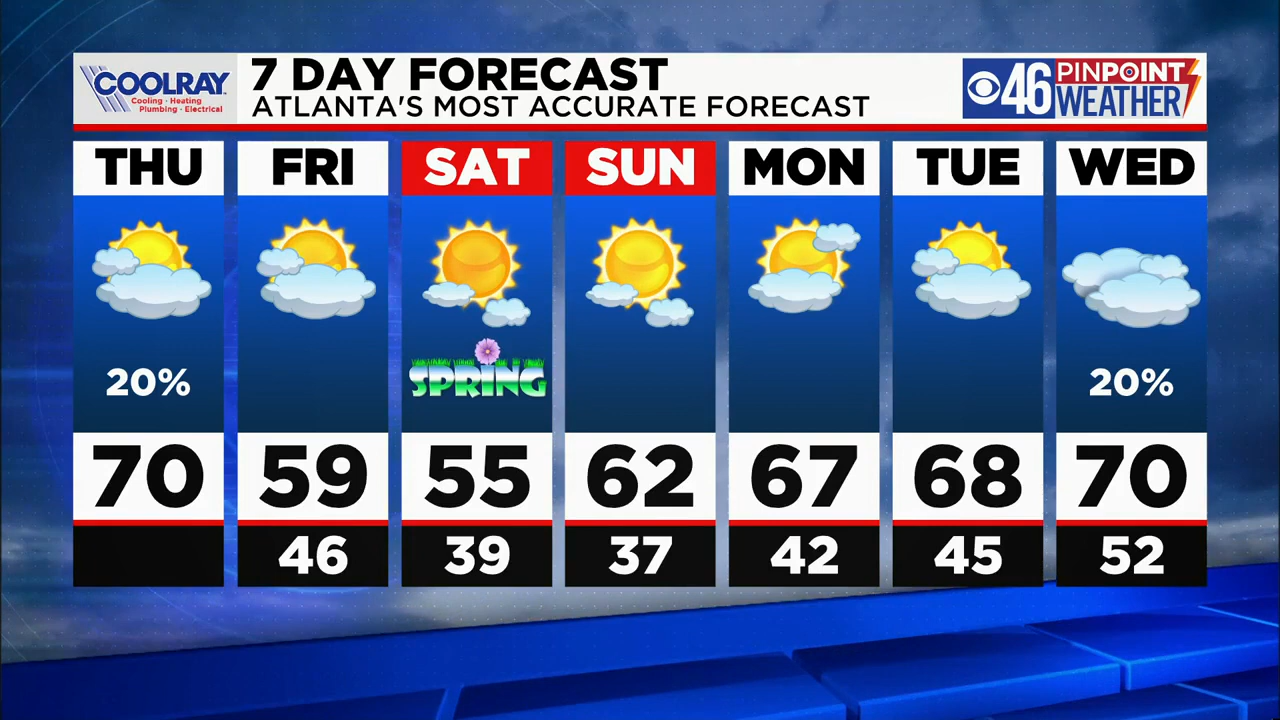 COOLRAY
Cooling · Heating
Plumbing · Electrical
7 DAY FORECAST
ATLANTA'S MOST ACCURATE FORECAST
46 PINPOINT
WEATHER
THU FRI SAT SUN MON TUE WED
SPRING
20% 20%
70 59 55 62 67 68 70
46 39 37 42 45 52